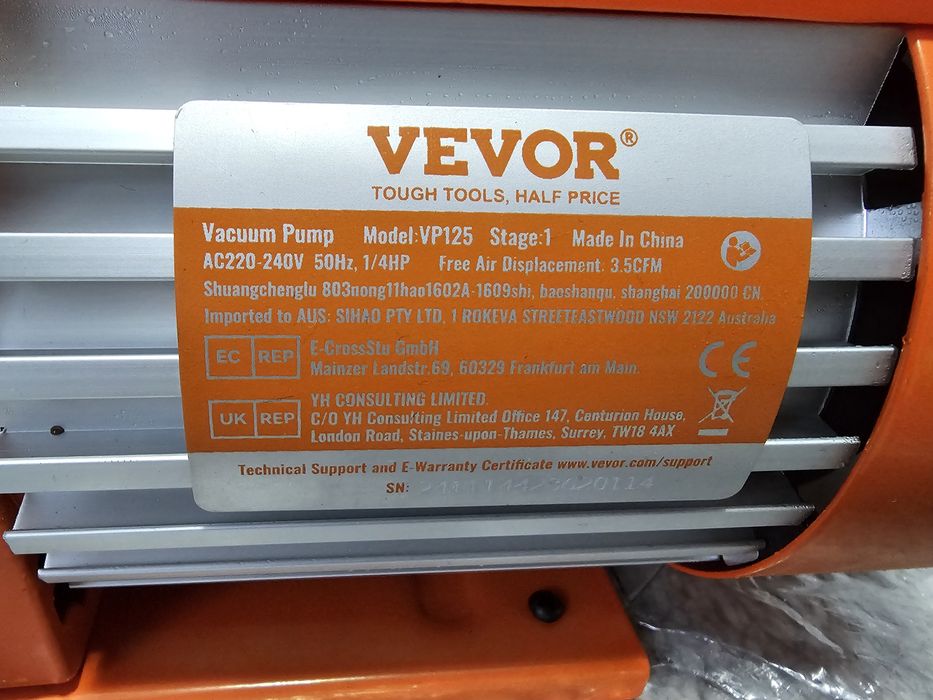 VEVOR®
TOUGH TOOLS, HALF PRICE
Vacuum Pump Model:VP125 Stage:1 Made In China
AC220-240V 50Hz, 1/4HP Free Air Displacement: 3.5CFM
Shuangchenglu 803nong11hao1602A-1609shi, baoshanqu, shanghai 200000 CN.
Imported to AUS: SIHAO PTY LTD, 1 ROKEVA STREETEASTWOOD NSW 2122 Australia
EC REP E-CrossStu GmbH
Mainzer Landstr.69, 60329 Frankfurt am Main.
CE
UK REP YH CONSULTING LIMITED.
C/O YH Consulting Limited Office 147, Centurion House,
London Road, Staines-upon-Thames, Surrey, TW18 4AX
Technical Support and E-Warranty Certificate www.vevor.com/support
SN: